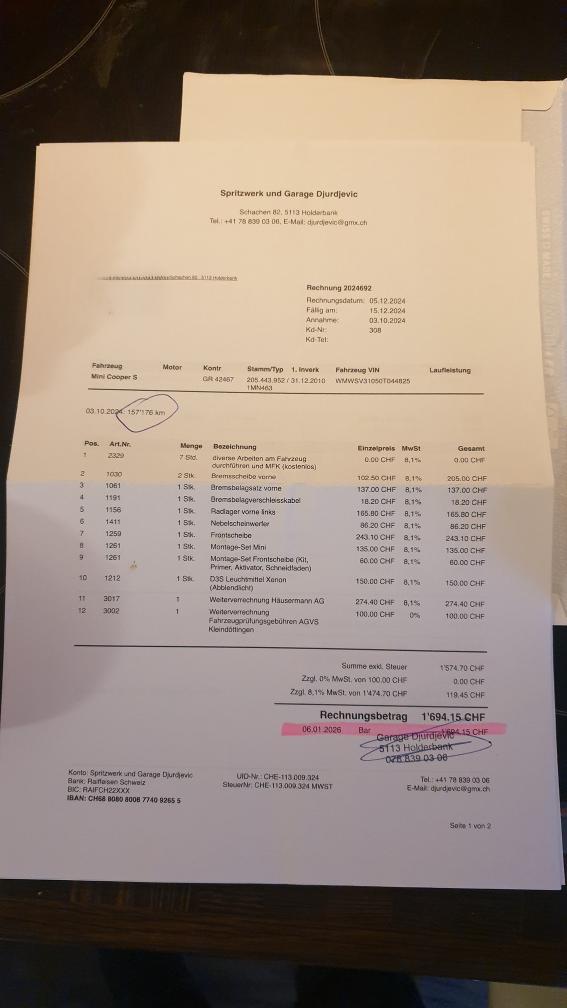 Spritzwerk und Garage Djurdjevic
Schachen 82, 5113 Holderbank
Tel.: +41 78 839 03 06, E-Mail: djurdjevic@gmx.ch
Schachen 82, 5113 Holderbank
Rechnung 2024692
Rechnungsdatum: 05.12.2024
Fällig am: 15.12.2024
Annahme: 03.10.2024
Kd-Nr: 308
Kd-Tel:
Fahrzeug Motor Kontr Stamm/Typ 1. Inverk Fahrzeug VIN Laufleistung
Mini Cooper S GR 42467 205.443.952 / 31.12.2010 WMWSV31050T044825
1MN463
03.10.2024: 157'176 km
Pos. Art.Nr. Menge Bezeichnung Einzelpreis MwSt Gesamt
1 2329 7 Std. diverse Arbeiten am Fahrzeug 0.00 CHF 8,1% 0.00 CHF
durchführen und MFK (kostenlos)
2 1030 2 Stk. Bremsscheibe vorne 102.50 CHF 8,1% 205.00 CHF
3 1061 1 Stk. Bremsbelagsatz vorne 137.00 CHF 8,1% 137.00 CHF
4 1191 1 Stk. Bremsbelagverschleisskabel 18.20 CHF 8,1% 18.20 CHF
5 1156 1 Stk. Radlager vorne links 165.80 CHF 8,1% 165.80 CHF
6 1411 1 Stk. Nebelscheinwerfer 86.20 CHF 8,1% 86.20 CHF
7 1259 1 Stk. Frontscheibe 243.10 CHF 8,1% 243.10 CHF
8 1261 1 Stk. Montage-Set Mini 135.00 CHF 8,1% 135.00 CHF
9 1261 1 Stk. Montage-Set Frontscheibe (Kit, 60.00 CHF 8,1% 60.00 CHF
Primer, Aktivator, Schneidfaden)
10 1212 1 Stk. D3S Leuchtmittel Xenon 150.00 CHF 8,1% 150.00 CHF
(Abblendlicht)
11 3017 1 Weiterverrechnung Häusermann AG 274.40 CHF 8,1% 274.40 CHF
12 3002 1 Weiterverrechnung 100.00 CHF 0% 100.00 CHF
Fahrzeugprüfungsgebühren AGVS
Kleindöttingen
Summe exkl. Steuer 1'574.70 CHF
Zzgl. 0% MwSt. von 100.00 CHF 0.00 CHF
Zzgl. 8,1% MwSt. von 1'474.70 CHF 119.45 CHF
Rechnungsbetrag 1'694.15 CHF
06.01.2026 Bar 1'694.15 CHF
Garage Djurdjevic
5113 Holderbank
078 839 03 06
Konto: Spritzwerk und Garage Djurdjevic
Bank: Raiffeisen Schweiz
BIC: RAIFCH22XXX
IBAN: CH68 8080 8008 7740 9265 5
UID-Nr.: CHE-113.009.324
SteuerNr: CHE-113.009.324 MWST
Tel.: +41 78 839 03 06
E-Mail: djurdjevic@gmx.ch
Seite 1 von 2